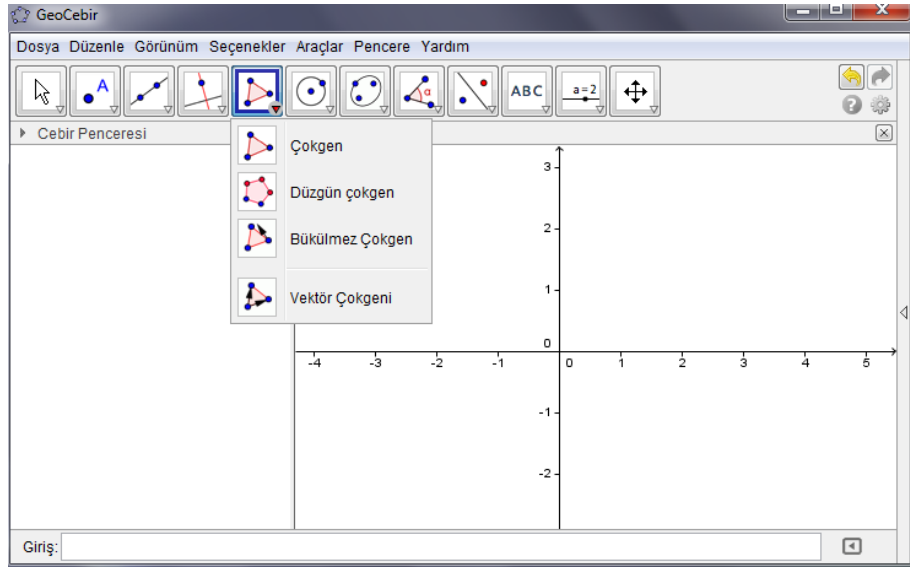 GeoCebir
Dosya Düzenle Görünüm Seçenekler Araçlar Pencere Yardım
A
α
ABC
a=2
Cebir Penceresi
Çokgen
Düzgün çokgen
Bükülmez Çokgen
Vektör Çokgeni
3
2
1
0
-4 -3 -2 -1 0 1 2 3 4 5
-1
-2
Giriş: